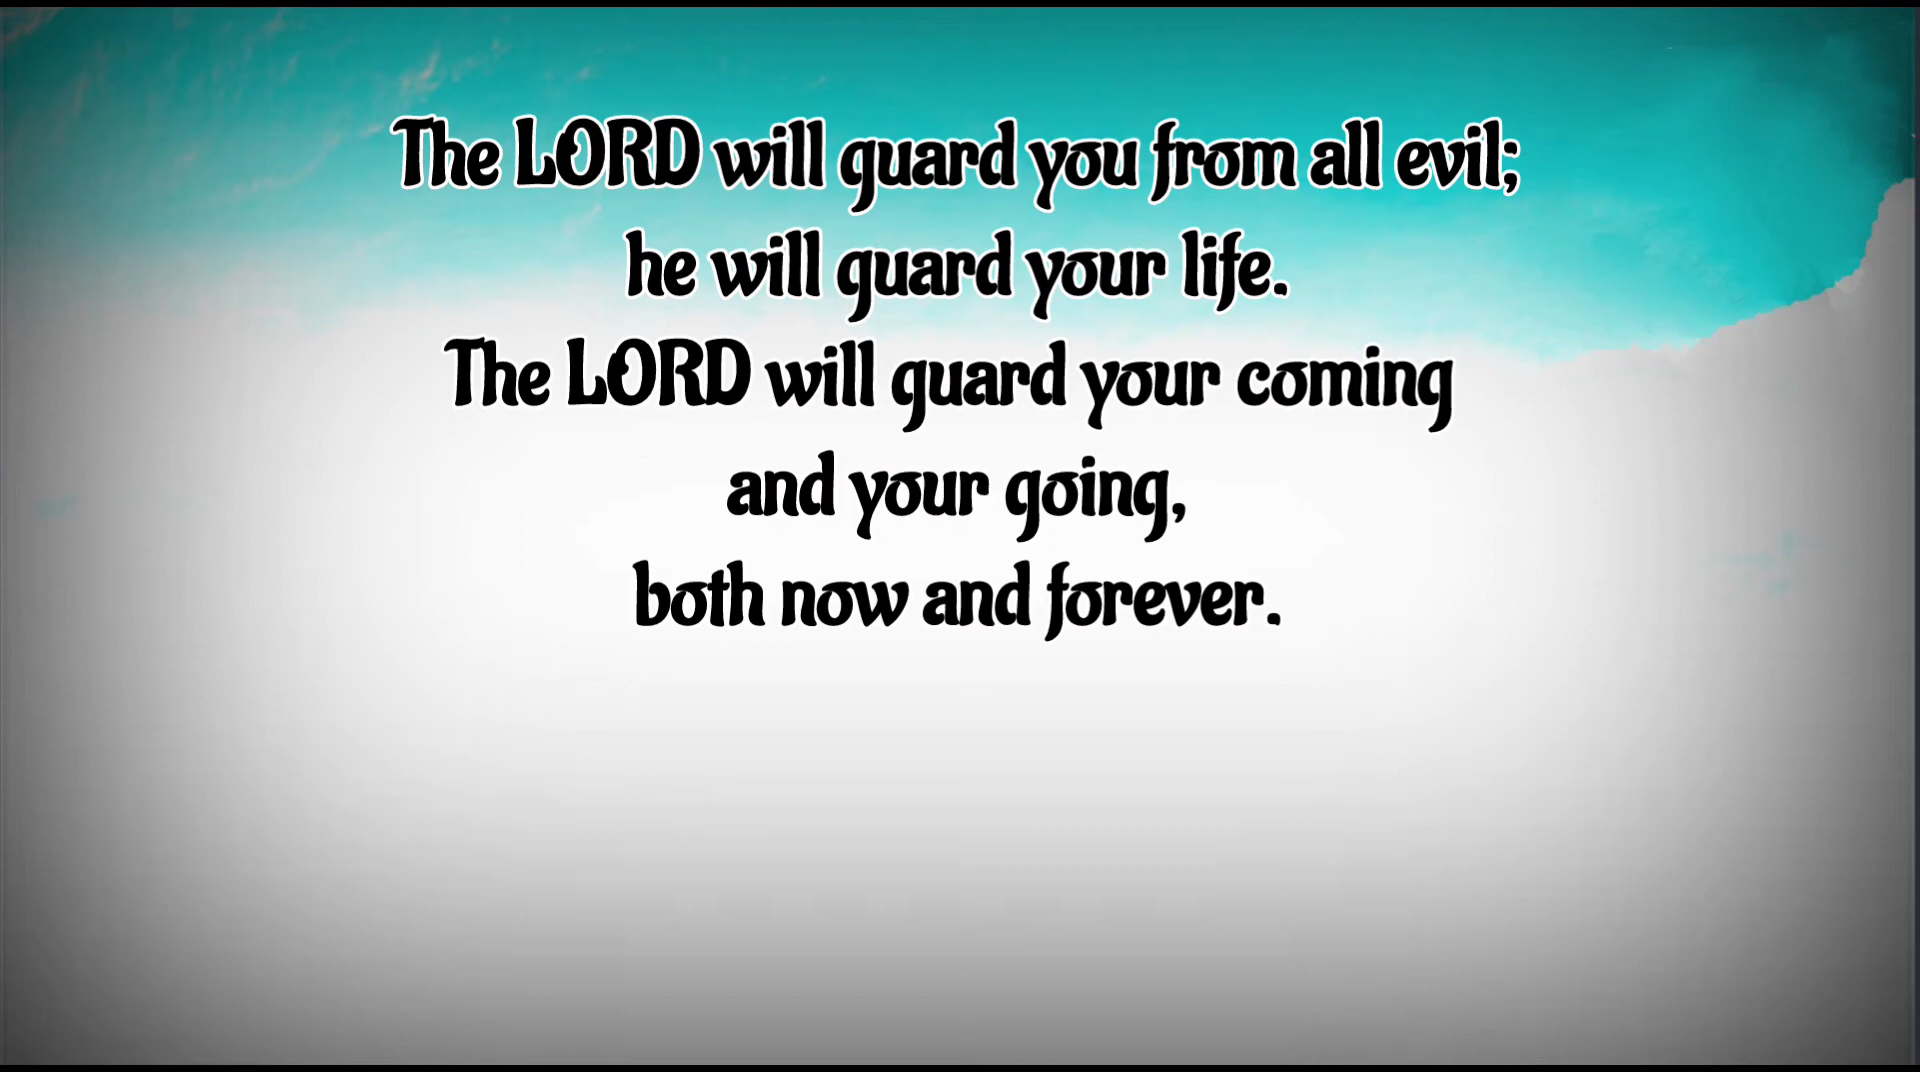 The LORD will guard you from all evil;
he will guard your life.
The LORD will guard your coming
and your going,
both now and forever.